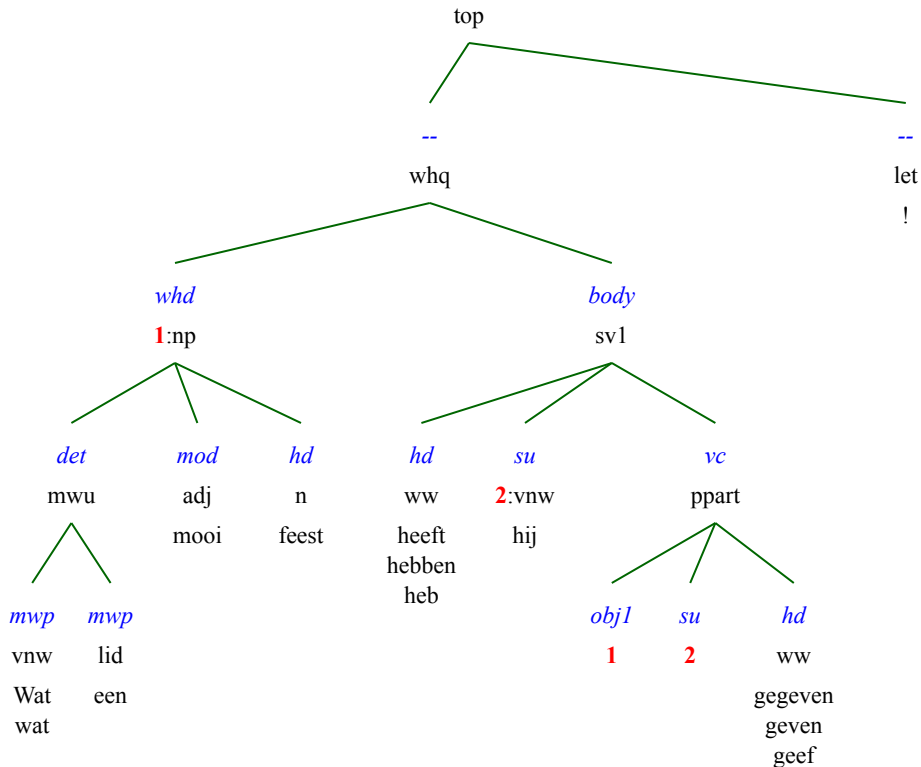 top
-- --
whq let
!
whd body
1:np sv1
det mod hd hd su vc
mwu adj n ww 2:vnw ppart
mooi feest heeft hij
hebben
heb
mwp mwp obj1 su hd
vnw lid 1 2 ww
Wat een gegeven
wat geven
geef